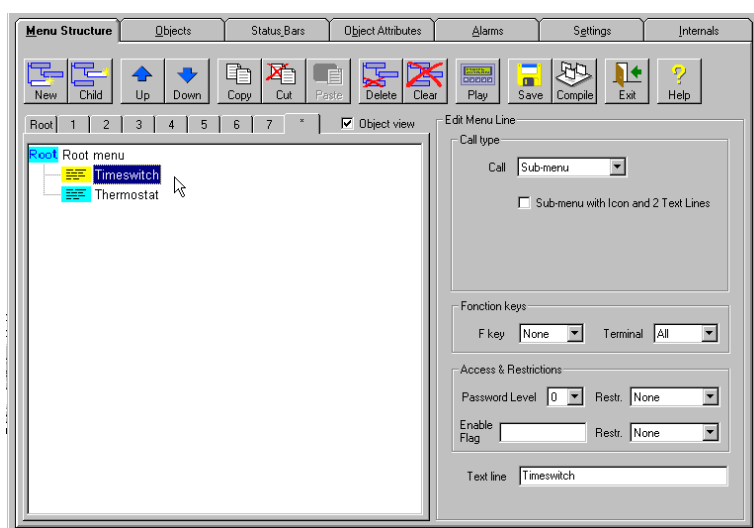 Menu Structure Objects Status Bars Object Attributes Alarms Settings Internals
New Child Up Down Copy Cut Paste Delete Clear Play Save Compile Exit Help
Root 1 2 3 4 5 6 7 * Object view
Root Root menu
Timeswitch
Thermostat
Edit Menu Line
Call type
Call Sub-menu
Sub-menu with Icon and 2 Text Lines
Fonction keys
F key None Terminal All
Access & Restrictions
Password Level 0 Restr. None
Enable Flag Restr. None
Text line Timeswitch